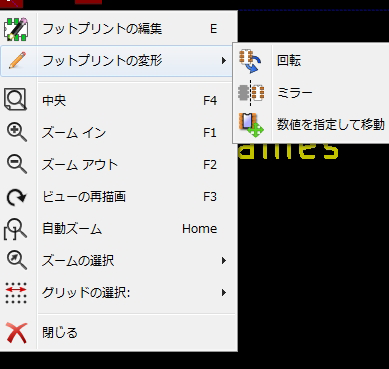 フットプリントの編集 E
フットプリントの変形
回転
ミラー
数値を指定して移動
中央 F4
ズーム イン F1
ズーム アウト F2
ビューの再描画 F3
自動ズーム Home
ズームの選択
グリッドの選択:
閉じる